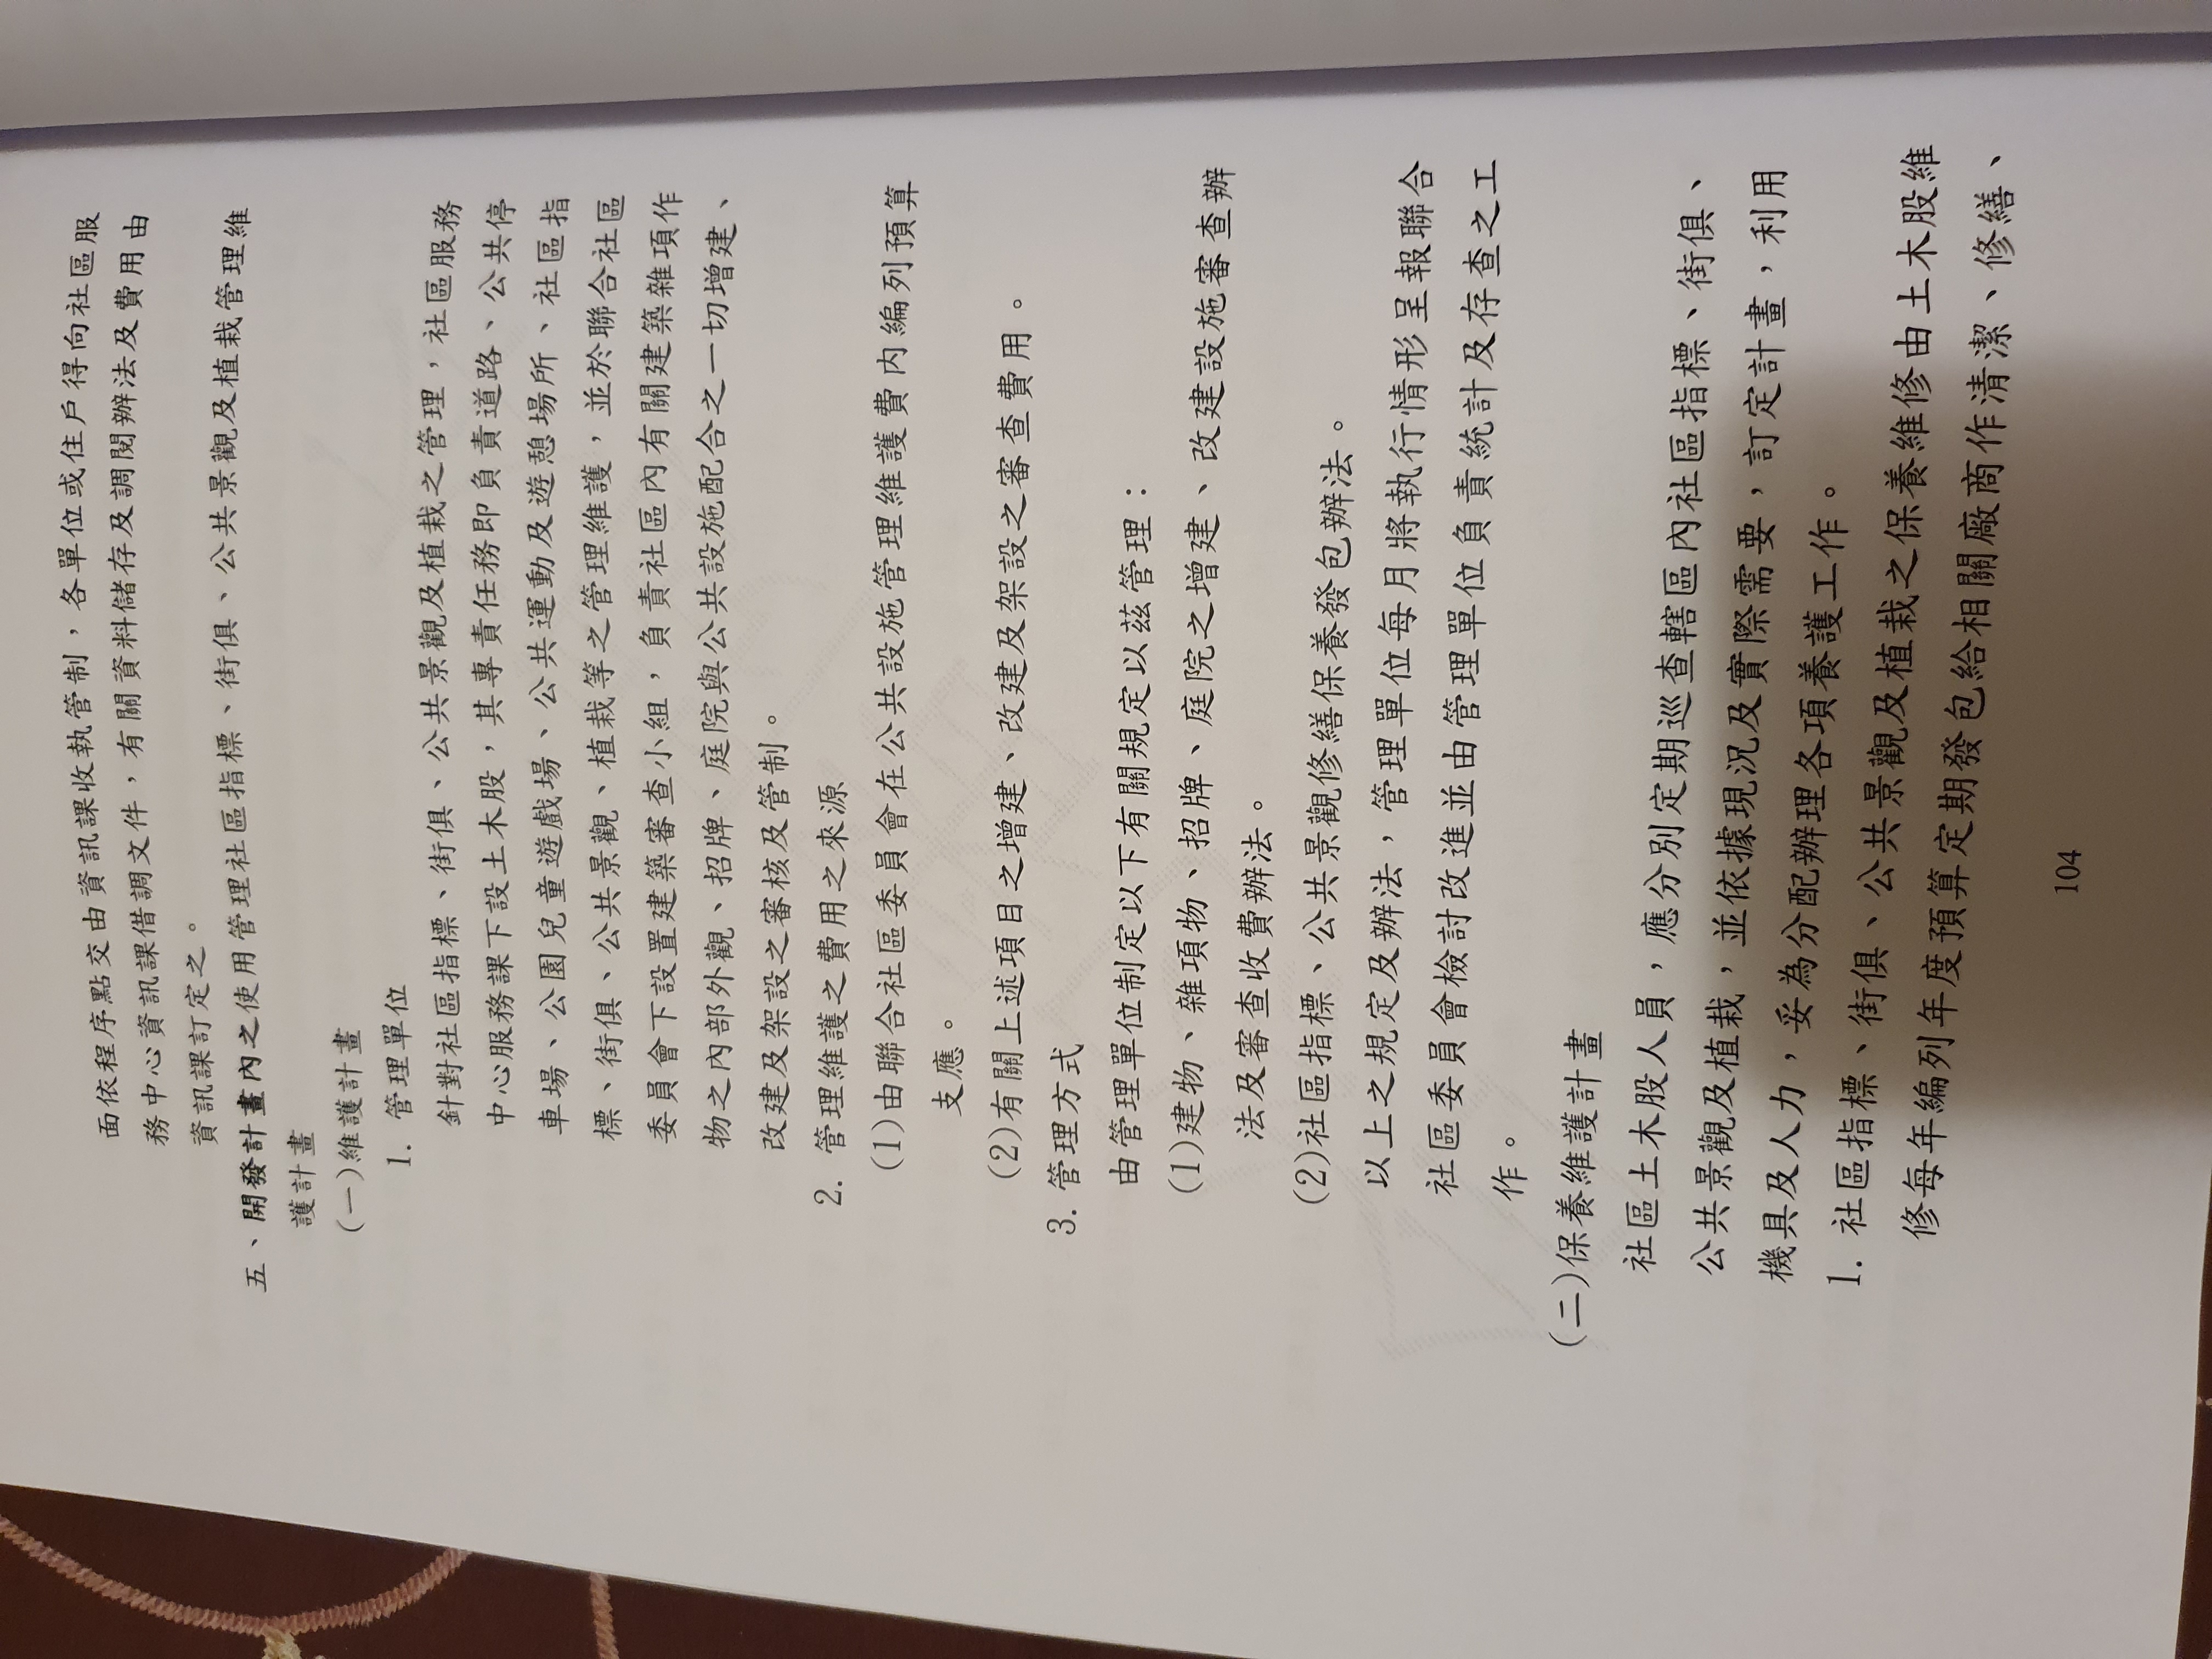 面依程序點交由資訊課收執管制，各單位或住戶得向社區服
務中心資訊課借調文件，有關資料儲存及調閱辦法及費用由
資訊課訂定之。
五、開發計畫內之使用管理社區指標、街俱、公共景觀及植栽管理維
護計畫
(一)維護計畫
1. 管理單位
針對社區指標、街俱、公共景觀及植栽之管理，社區服務
中心服務課下設土木股，其專責任務即負責道路、公共停
車場、公園兒童遊戲場、公共運動及遊憩場所、社區指
標、街俱、公共景觀、植栽等之管理維護，並於聯合社區
委員會下設置建築審查小組，負責社區內有關建築雜項作
物之內部外觀、招牌、庭院與公共設施配合之一切增建、
改建及架設之審核及管制。
2. 管理維護之費用之來源
(1)由聯合社區委員會在公共設施管理維護費內編列預算
支應。
(2)有關上述項目之增建、改建及架設之審查費用。
3. 管理方式
由管理單位制定以下有關規定以茲管理：
(1)建物、雜項物、招牌、庭院之增建、改建設施審查辦
法及審查收費辦法。
(2)社區指標、公共景觀修繕保養發包辦法。
以上之規定及辦法，管理單位每月將執行情形呈報聯合
社區委員會檢討改進並由管理單位負責統計及存查之工
作。
(二)保養維護計畫
社區土木股人員，應分別定期巡查轄區內社區指標、街俱、
公共景觀及植栽，並依據現況及實際需要，訂定計畫，利用
機具及人力，妥為分配辦理各項養護工作。
1. 社區指標、街俱、公共景觀及植栽之保養維修由土木股維
修每年編列年度預算定期發包給相關廠商作清潔、修繕、
104